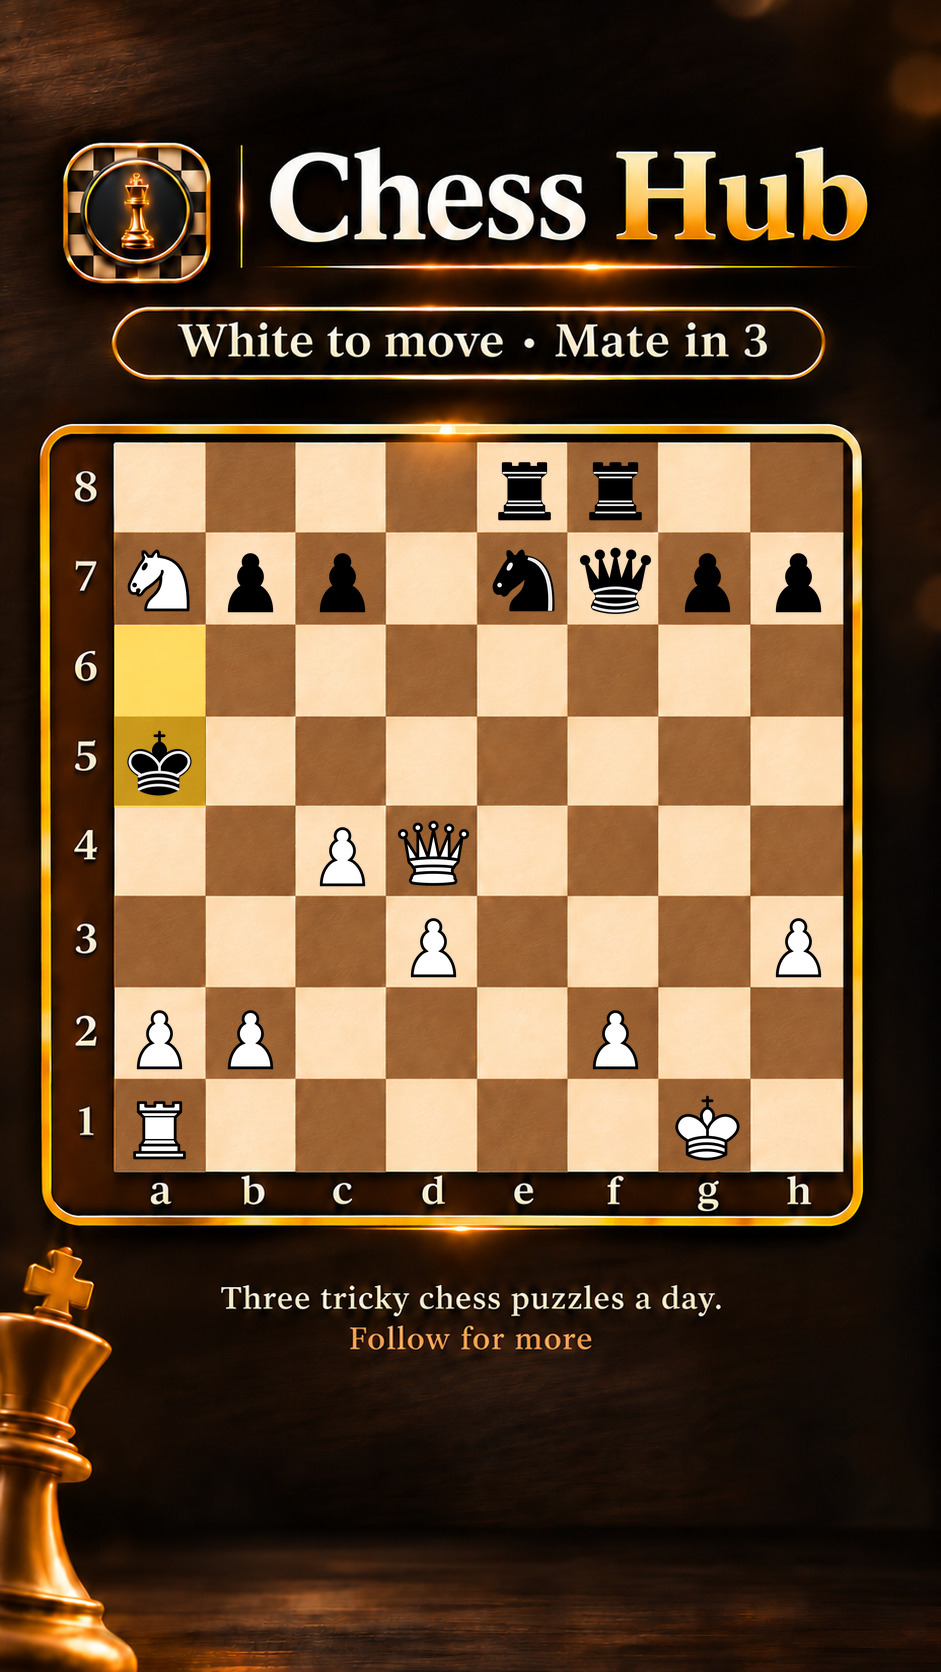 Chess Hub
White to move • Mate in 3
8
7
6
5
4
3
2
1
a b c d e f g h
Three tricky chess puzzles a day.
Follow for more